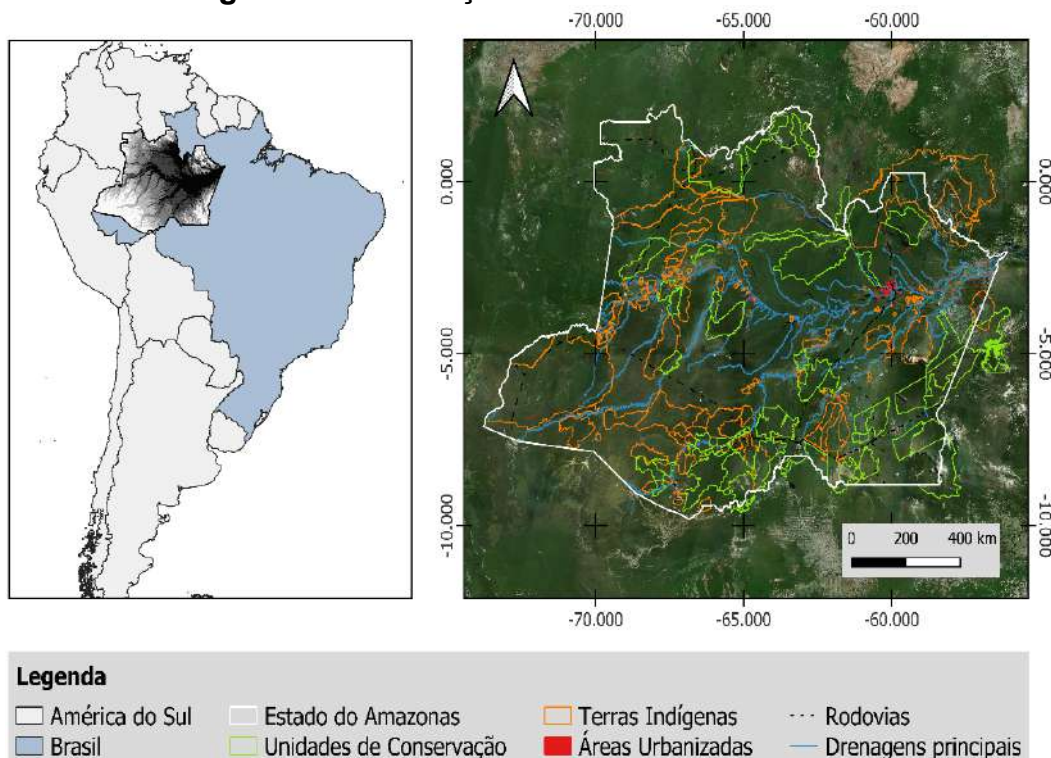 -70.000 -65.000 -60.000
0.000 0.000
-5.000 -5.000
-10.000 -10.000
0 200 400 km
-70.000 -65.000 -60.000
Legenda
América do Sul Estado do Amazonas Terras Indígenas Rodovias
Brasil Unidades de Conservação Áreas Urbanizadas Drenagens principais